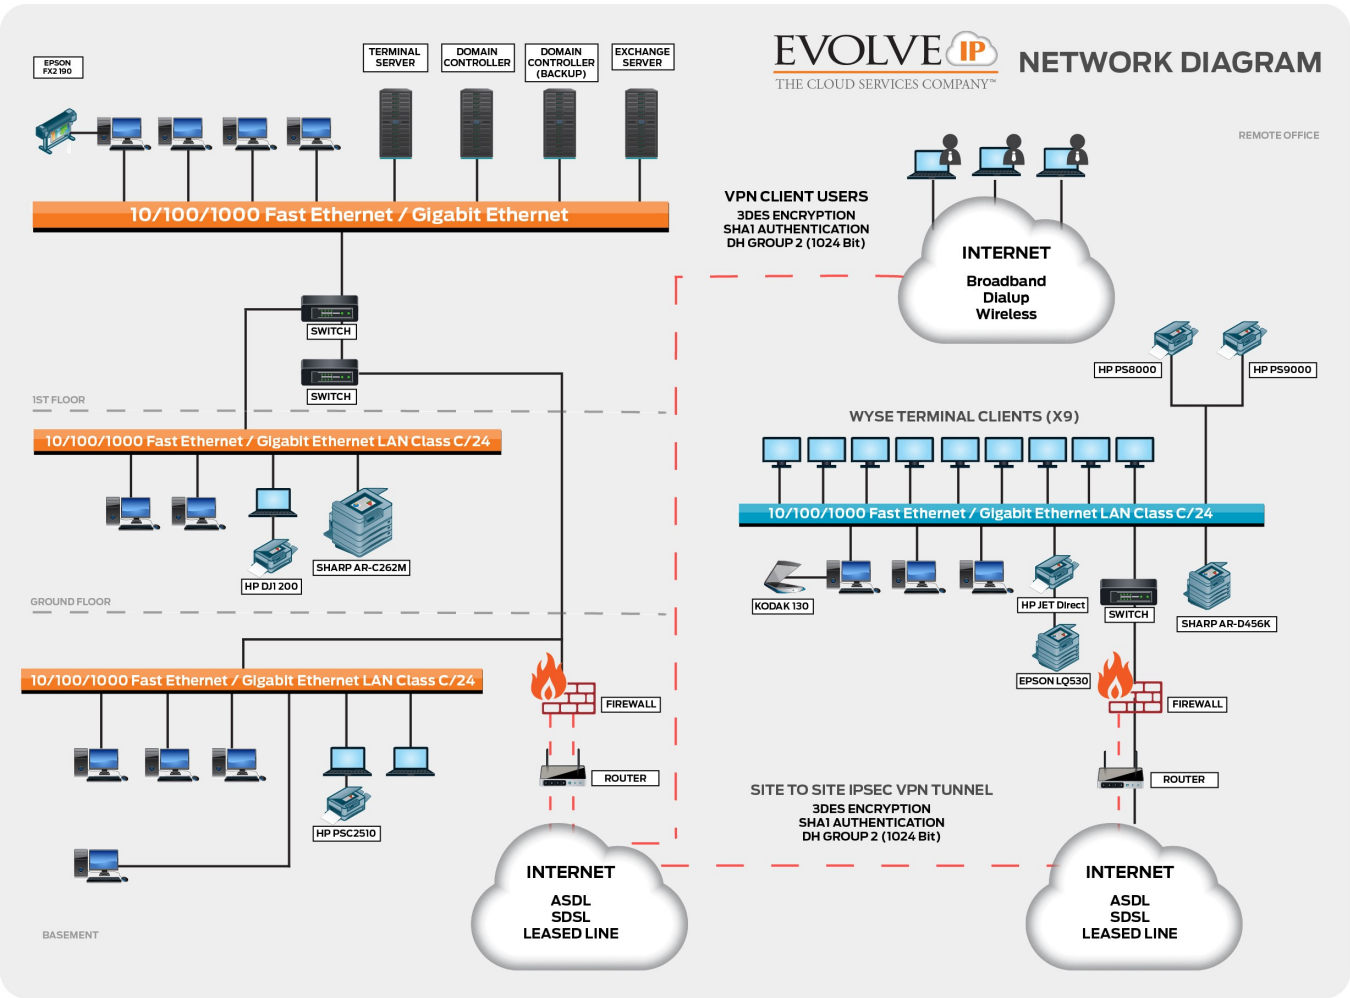 EVOLVE IP
THE CLOUD SERVICES COMPANY™
NETWORK DIAGRAM
REMOTE OFFICE
EPSON
FX2190
TERMINAL
SERVER
DOMAIN
CONTROLLER
DOMAIN
CONTROLLER
(BACKUP)
EXCHANGE
SERVER
10/100/1000 Fast Ethernet / Gigabit Ethernet
SWITCH
SWITCH
1ST FLOOR
10/100/1000 Fast Ethernet / Gigabit Ethernet LAN Class C/24
HP DJ1 200
SHARP AR-C262M
GROUND FLOOR
10/100/1000 Fast Ethernet / Gigabit Ethernet LAN Class C/24
HP PSC2510
BASEMENT
FIREWALL
ROUTER
INTERNET
ASDL
SDSL
LEASED LINE
VPN CLIENT USERS
3DES ENCRYPTION
SHA1 AUTHENTICATION
DH GROUP 2 (1024 Bit)
INTERNET
Broadband
Dialup
Wireless
HP PS8000
HP PS9000
WYSE TERMINAL CLIENTS (X9)
10/100/1000 Fast Ethernet / Gigabit Ethernet LAN Class C/24
KODAK 130
HP JET Direct
EPSON LQ530
SWITCH
SHARP AR-D456K
FIREWALL
ROUTER
SITE TO SITE IPSEC VPN TUNNEL
3DES ENCRYPTION
SHA1 AUTHENTICATION
DH GROUP 2 (1024 Bit)
INTERNET
ASDL
SDSL
LEASED LINE